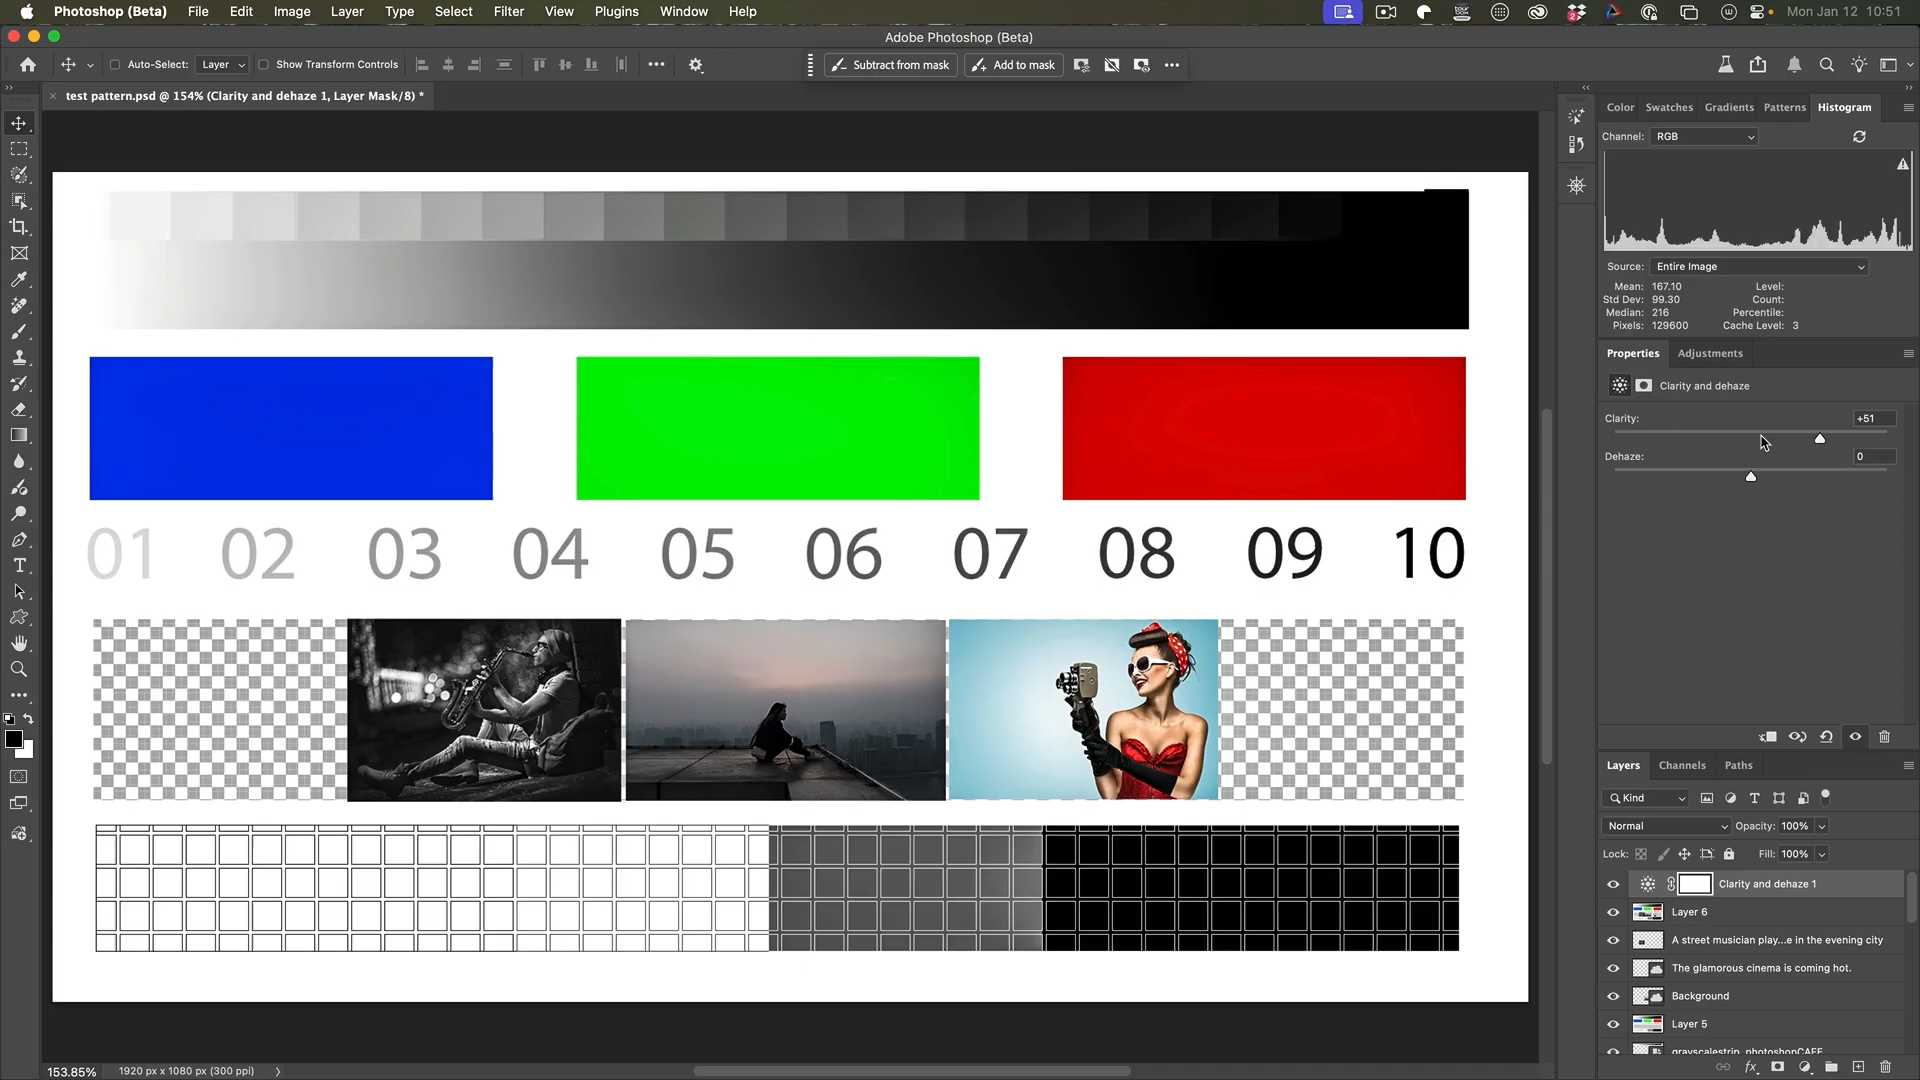 Photoshop (Beta) File Edit Image Layer Type Select Filter View Plugins Window Help
Mon Jan 12 10:51
Adobe Photoshop (Beta)
Auto-Select: Layer Show Transform Controls
Subtract from mask Add to mask
test pattern.psd @ 154% (Clarity and dehaze 1, Layer Mask/8) *
Color Swatches Gradients Patterns Histogram
Channel: RGB
Source: Entire Image
Mean: 167.10 Level:
Std Dev: 99.30 Count:
Median: 216 Percentile:
Pixels: 129600 Cache Level: 3
Properties Adjustments
Clarity and dehaze
Clarity: +51
Dehaze: 0
01 02 03 04 05 06 07 08 09 10
Layers Channels Paths
Kind
Normal Opacity: 100%
Lock: Fill: 100%
Clarity and dehaze 1
Layer 6
A street musician play...e in the evening city
The glamorous cinema is coming hot.
Background
Layer 5
grayscalestrip_photoshopCAFE
153.85% 1920 px x 1080 px (300 ppi)